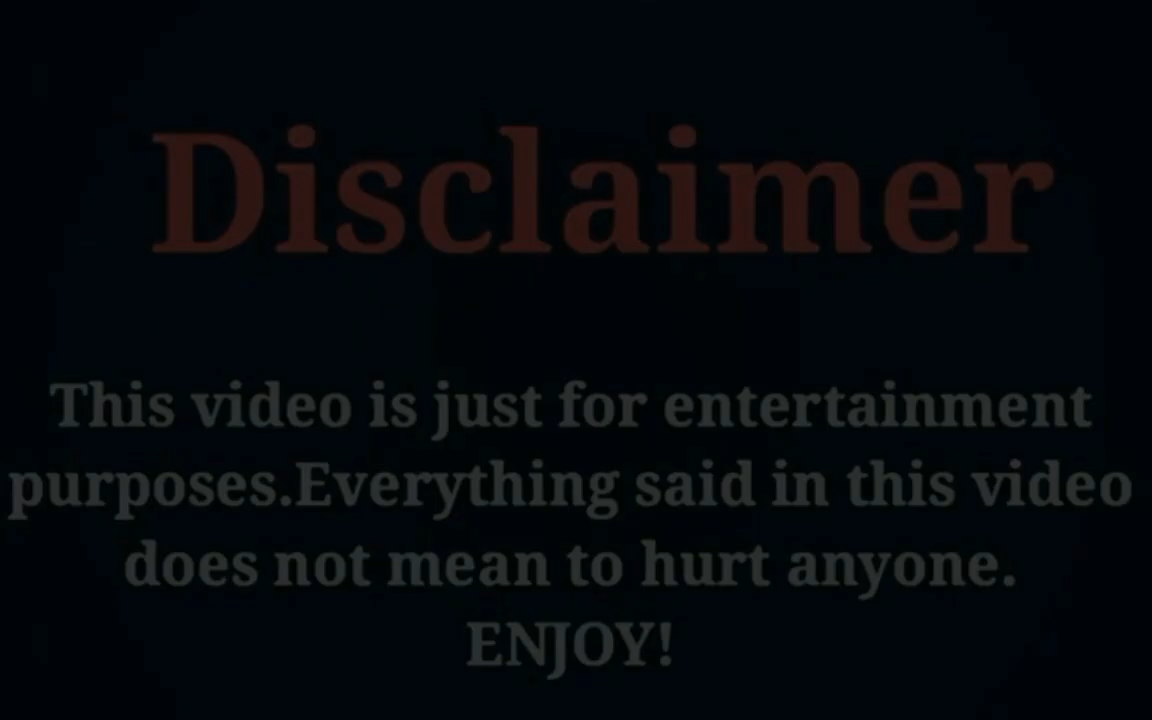 Disclaimer
This video is just for entertainment
purposes.Everything said in this video
does not mean to hurt anyone.
ENJOY!